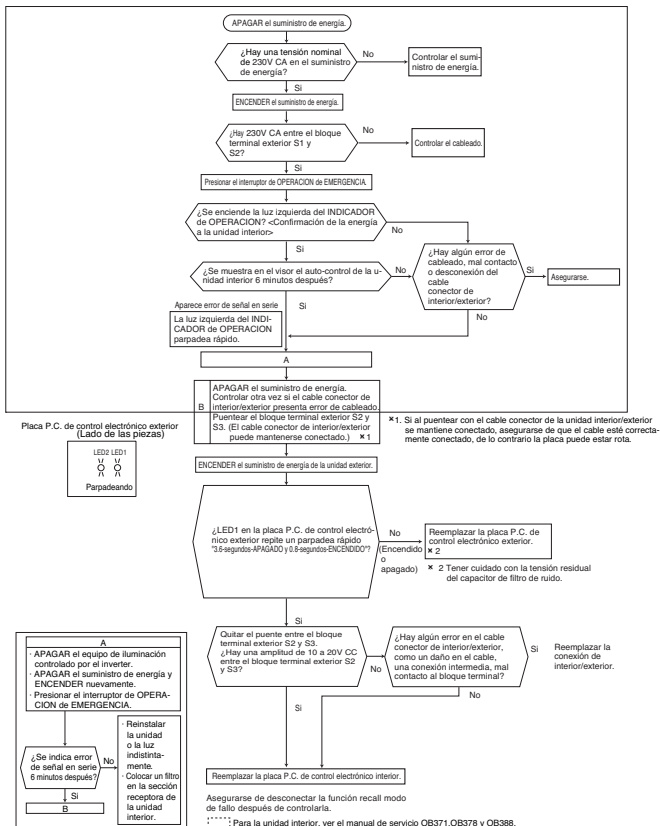 APAGAR el suministro de energía.
¿Hay una tensión nominal
de 230V CA en el suministro
de energía?
No
Controlar el sumi-
nistro de energía.
Si
ENCENDER el suministro de energía.
¿Hay 230V CA entre el bloque
terminal exterior S1 y
S2?
No
Controlar el cableado.
Si
Presionar el interruptor de OPERACION de EMERGENCIA.
¿Se enciende la luz izquierda del INDICADOR
de OPERACION? <Confirmación de la energía
a la unidad interior>
No
Si
¿Se muestra en el visor el auto-control de la u-
nidad interior 6 minutos después?
No
¿Hay algún error de
cableado, mal contacto
o desconexión del
cable
conector de
interior/exterior?
Si
Asegurarse.
No
Aparece error de señal en serie
Si
La luz izquierda del INDI-
CADOR de OPERACION
parpadea rápido.
A
B
APAGAR el suministro de energía.
Controlar otra vez si el cable conector de
interior/exterior presenta error de cableado.
Puentear el bloque terminal exterior S2 y
S3. (El cable conector de interior/exterior
puede mantenerse conectado.) ×1
×1. Si al puentear con el cable conector de la unidad interior/exterior
se mantiene conectado, asegurarse de que el cable esté correcta-
mente conectado, de lo contrario la placa puede estar rota.
Placa P.C. de control electrónico exterior
(Lado de las piezas)
LED2 LED1
Parpadeando
ENCENDER el suministro de energía de la unidad exterior.
¿LED1 en la placa P.C. de control electró-
nico exterior repite un parpadea rápido
"3.6-segundos-APAGADO y 0.8-segundos-ENCENDIDO"?
No
(Encendido
o
apagado)
Reemplazar la placa P.C. de
control electrónico exterior.
× 2
× 2 Tener cuidado con la tensión residual
del capacitor de filtro de ruido.
Si
Quitar el puente entre el bloque
terminal exterior S2 y S3.
¿Hay una amplitud de 10 a 20V CC
entre el bloque terminal exterior S2
y S3?
No
¿Hay algún error en el cable
conector de interior/exterior,
como un daño en el cable,
una conexión intermedia, mal
contacto al bloque terminal?
Si
Reemplazar la
conexión de
interior/exterior.
No
Si
Reemplazar la placa P.C. de control electrónico interior.
Asegurarse de desconectar la función recall modo
de fallo después de controlarla.
Para la unidad interior, ver el manual de servicio OB371,OB378 y OB388.
A
· APAGAR el equipo de iluminación
controlado por el inverter.
· APAGAR el suministro de energía y
ENCENDER nuevamente.
· Presionar el interruptor de OPERA-
CION de EMERGENCIA.
¿Se indica error
de señal en serie
6 minutos después?
No
· Reinstalar
la unidad
o la luz
indistinta-
mente.
· Colocar un filtro
en la sección
receptora de
la unidad
interior.
Si
B